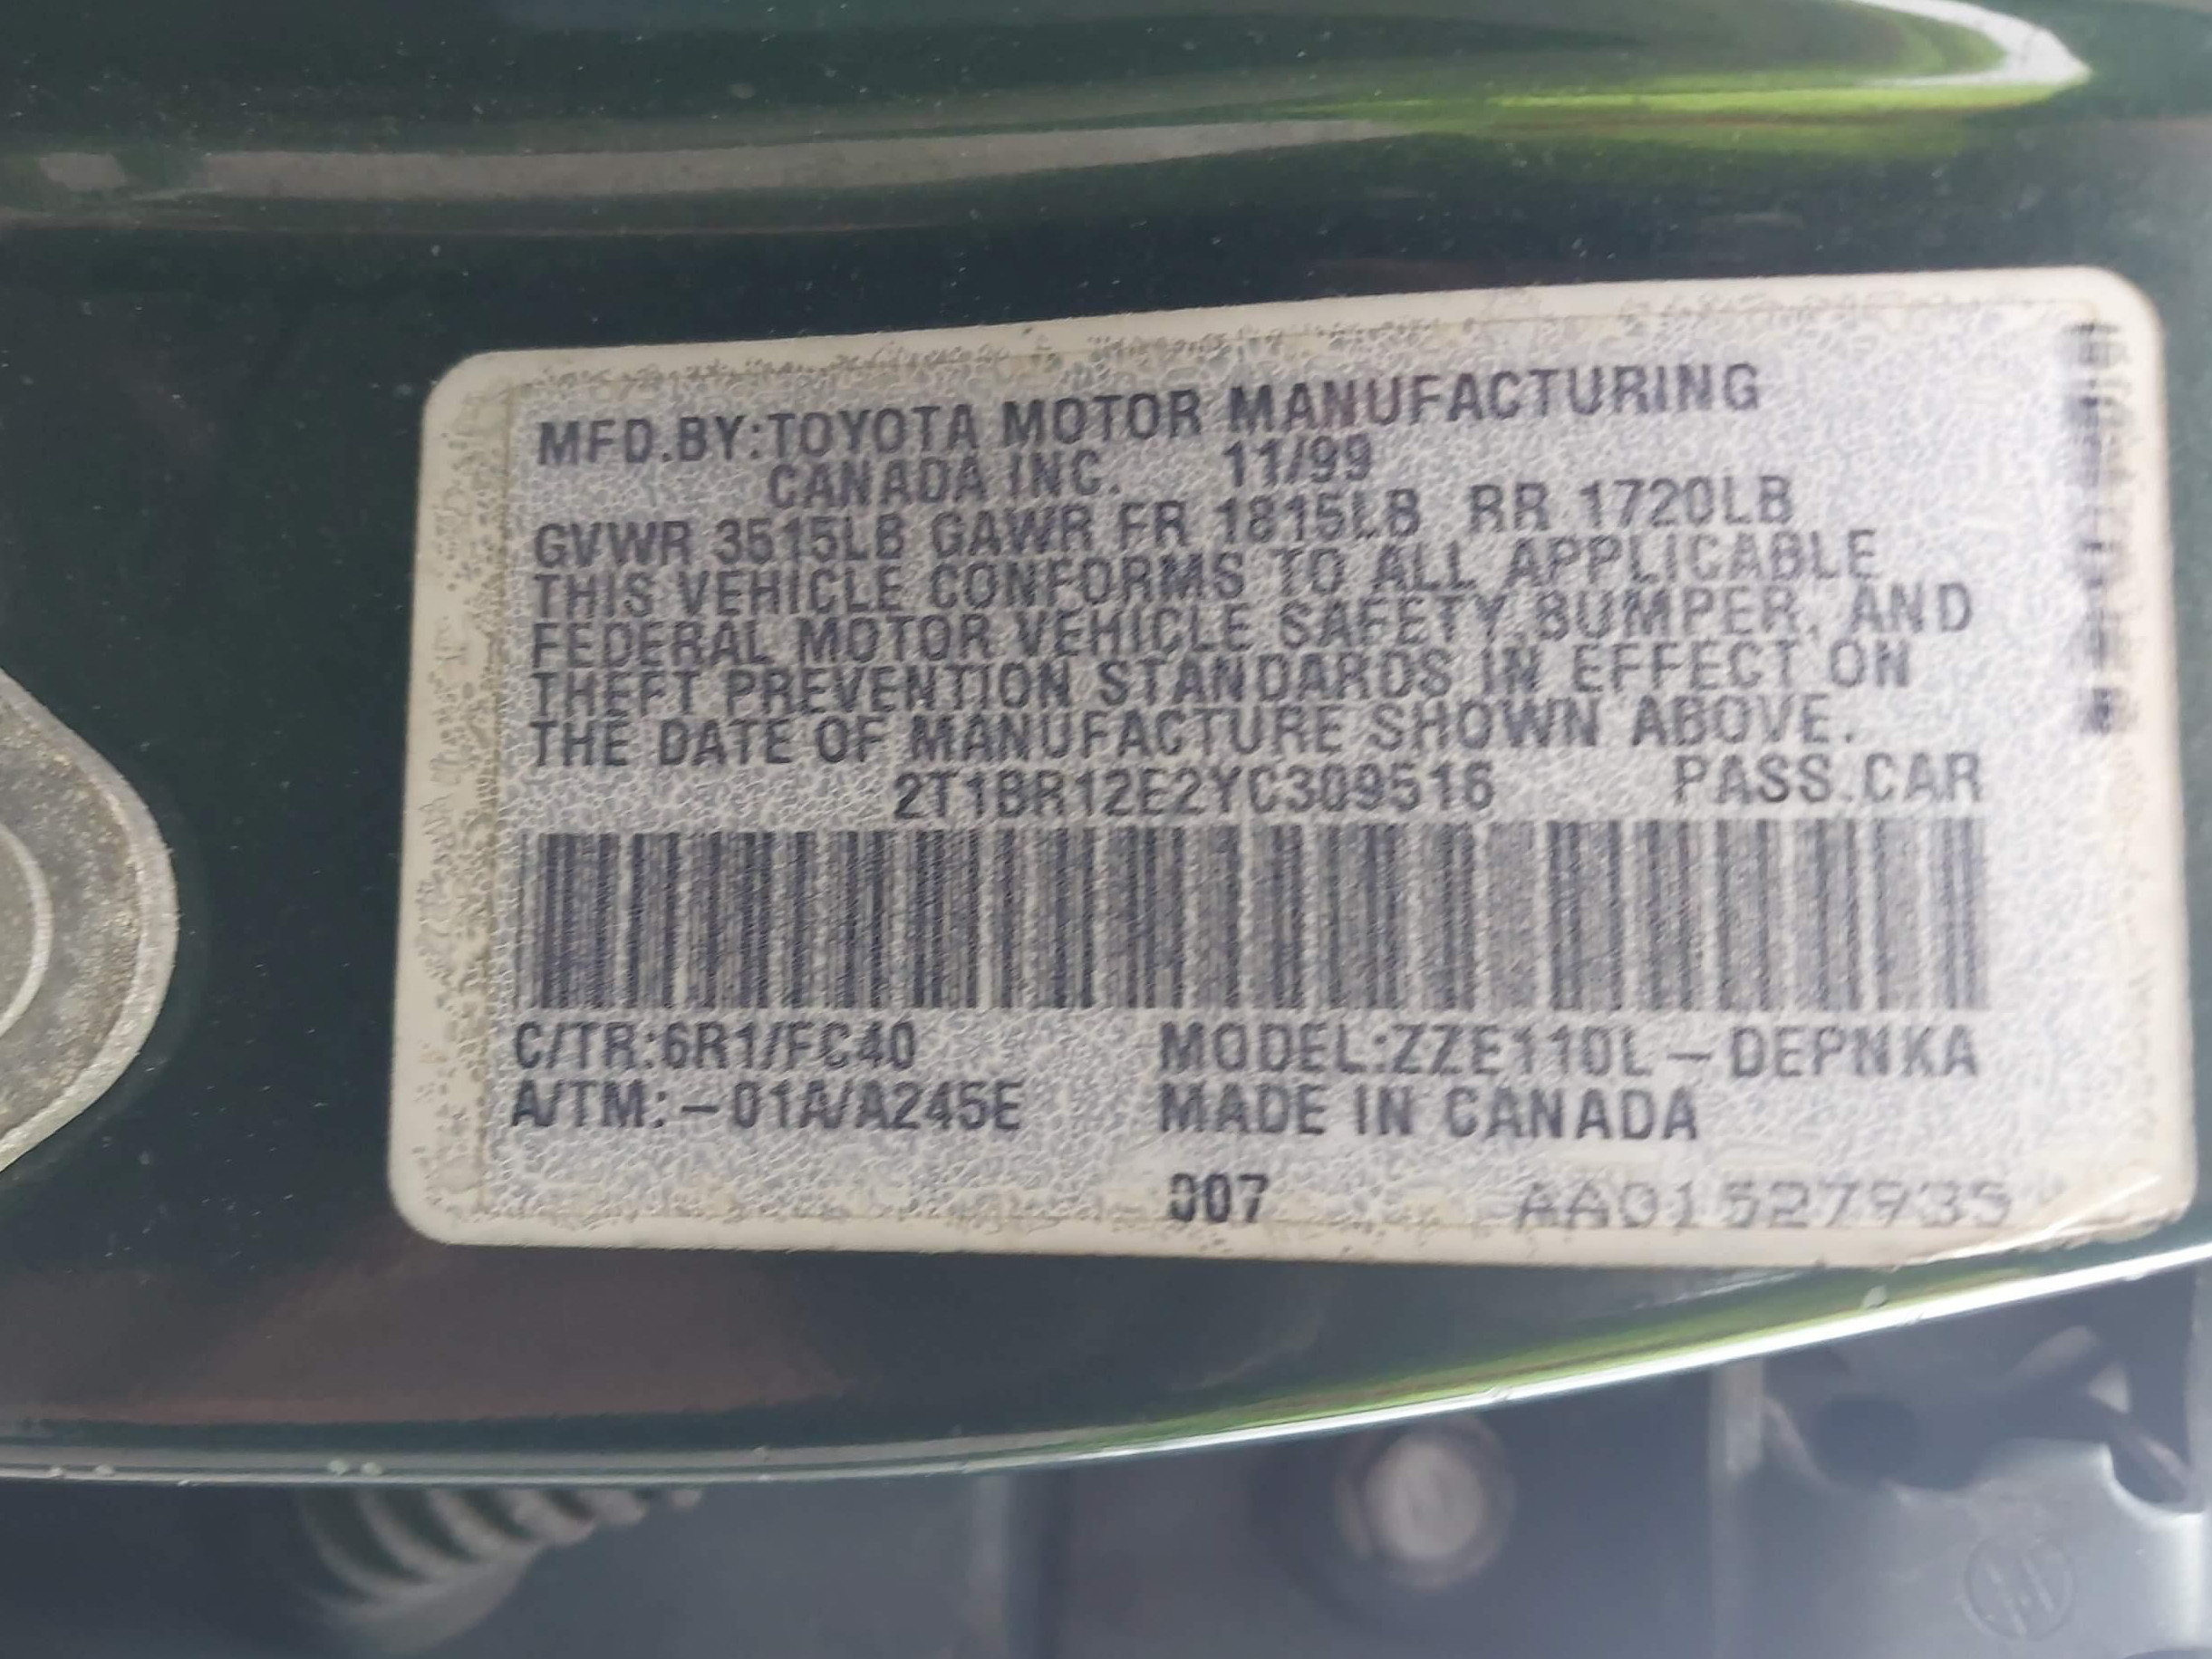 MFD.BY:TOYOTA MOTOR MANUFACTURING
CANADA INC. 11/99
GVWR 3515LB GAWR FR 1815LB RR 1720LB
THIS VEHICLE CONFORMS TO ALL APPLICABLE
FEDERAL MOTOR VEHICLE SAFETY,BUMPER, AND
THEFT PREVENTION STANDARDS IN EFFECT ON
THE DATE OF MANUFACTURE SHOWN ABOVE.
2T1BR12E2YC309516 PASS.CAR
C/TR:6R1/FC40 MODEL:ZZE110L-DEPNKA
A/TM:-01A/A245E MADE IN CANADA
007 AA01527939